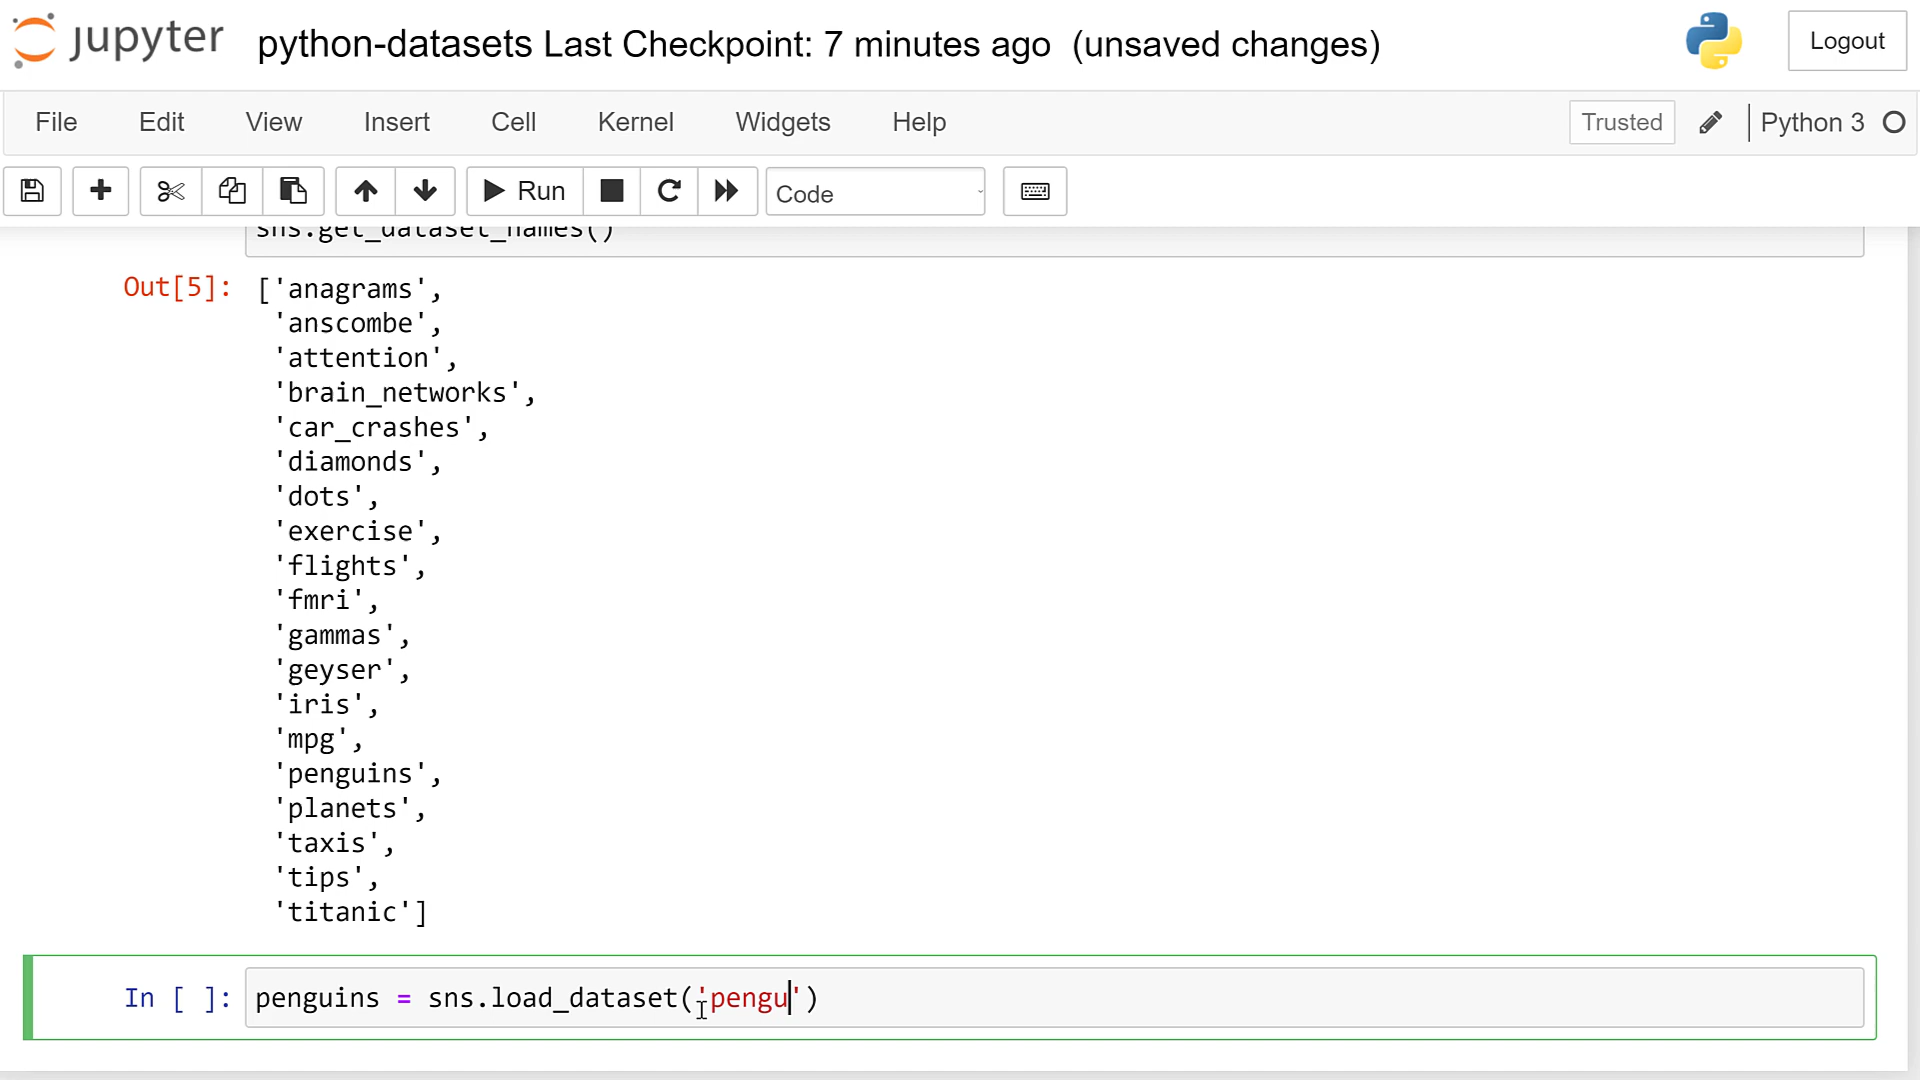 jupyter python-datasets Last Checkpoint: 7 minutes ago (unsaved changes) Logout
File Edit View Insert Cell Kernel Widgets Help Trusted Python 3
Run Code
sns.get_dataset_names()
Out[5]: ['anagrams',
'anscombe',
'attention',
'brain_networks',
'car_crashes',
'diamonds',
'dots',
'exercise',
'flights',
'fmri',
'gammas',
'geyser',
'iris',
'mpg',
'penguins',
'planets',
'taxis',
'tips',
'titanic']
In [ ]: penguins = sns.load_dataset('pengu')